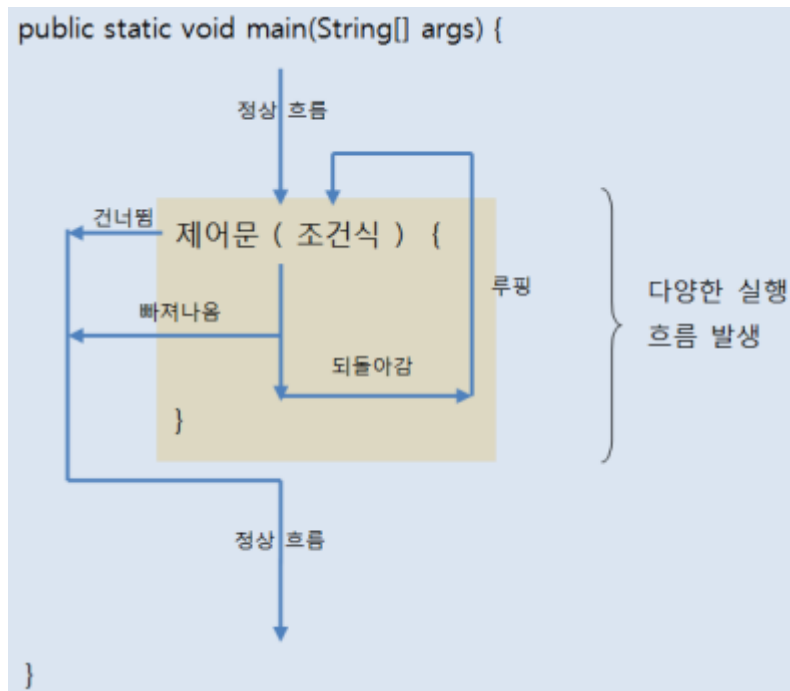 public static void main(String[] args) {
정상 흐름
건너뜀
제어문 ( 조건식 ) {
루핑
다양한 실행
흐름 발생
빠져나옴
되돌아감
}
정상 흐름
}